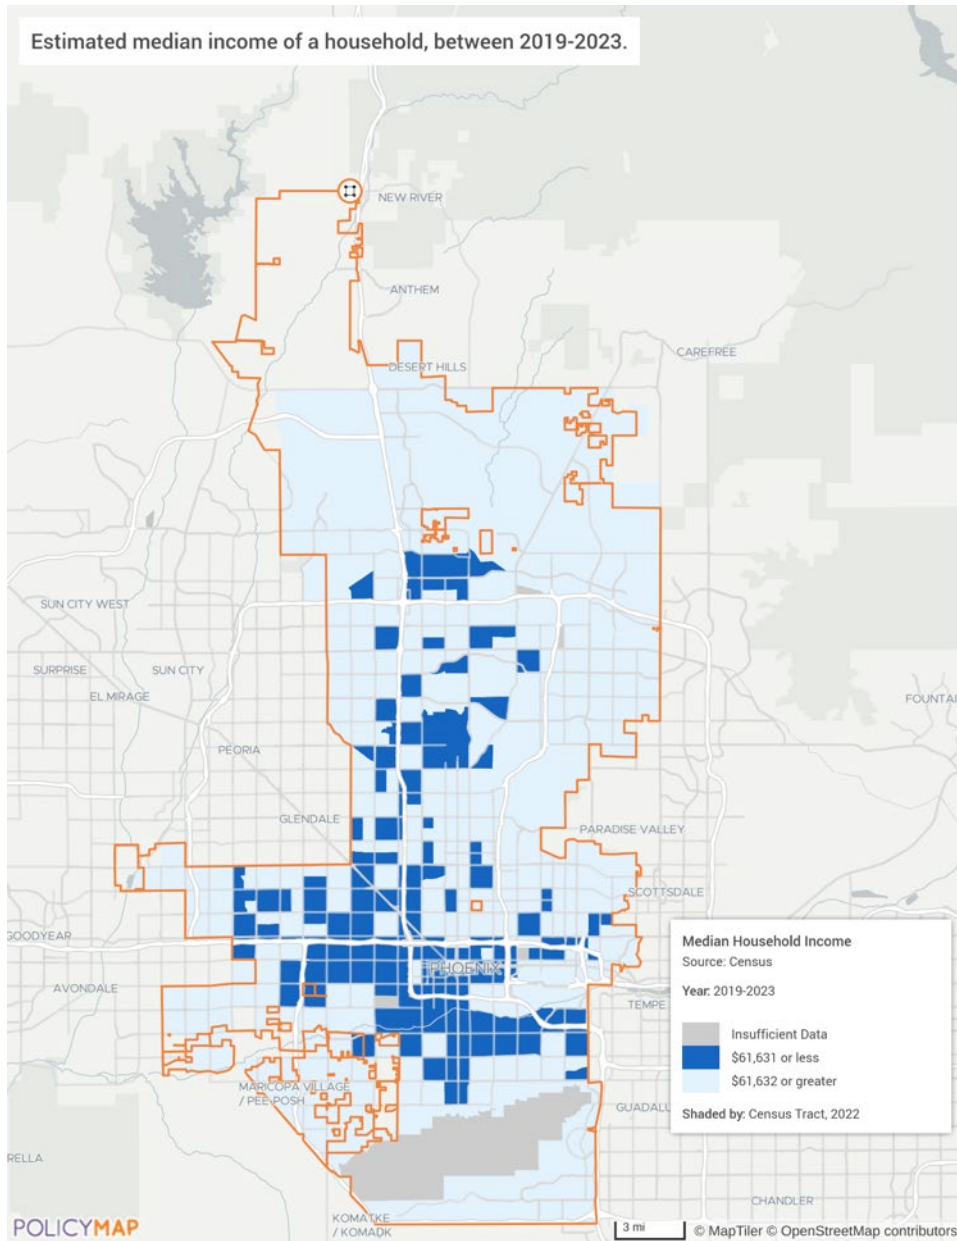 Estimated median income of a household, between 2019-2023.
NEW RIVER
ANTHEM
CAREFREE
DESERT HILLS
SUN CITY WEST
SURPRISE
SUN CITY
EL MIRAGE
FOUNTAI
PEORIA
GLENDALE
PARADISE VALLEY
SCOTTSDALE
GOODYEAR
PHOENIX
AVONDALE
TEMPE
MARICOPA VILLAGE
/ PEE-POSH
GUADALU
RELLA
CHANDLER
KOMATKE
/ KOMADK
Median Household Income
Source: Census
Year: 2019-2023
Insufficient Data
$61,631 or less
$61,632 or greater
Shaded by: Census Tract, 2022
POLICYMAP
3 mi
© MapTiler © OpenStreetMap contributors